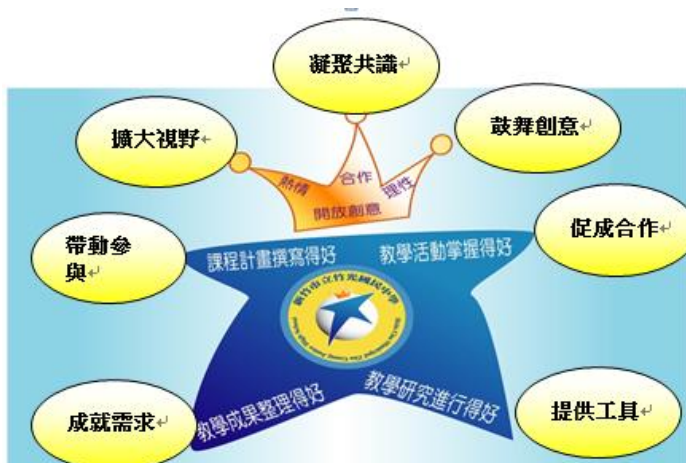 凝聚共識
擴大視野
鼓舞創意
熱情
合作
理性
開放創意
帶動參
與
促成合作
課程計畫撰寫得好
教學活動掌握得好
新竹市立竹光國民中學
教學成果整理得好
教學研究進行得好
成就需求
提供工具